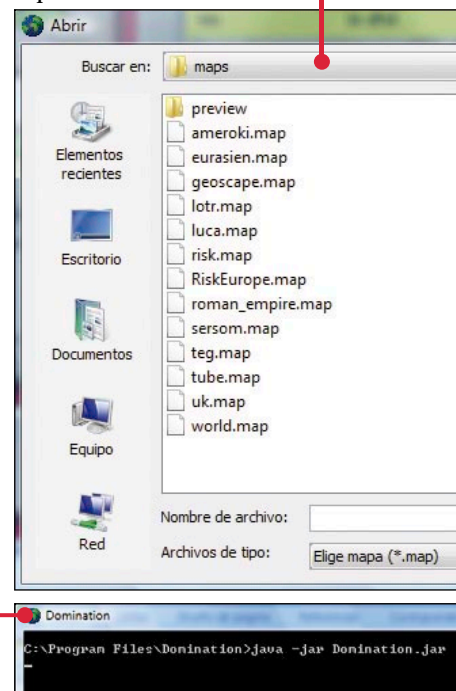 Abrir
Buscar en:
maps
preview
ameroki.map
eurasien.map
geoscape.map
lotr.map
luca.map
risk.map
RiskEurope.map
roman_empire.map
sersom.map
teg.map
tube.map
uk.map
world.map
Elementos
recientes
Escritorio
Documentos
Equipo
Red
Nombre de archivo:
Archivos de tipo:
Elige mapa (*.map)
Domination
C:\Program Files\Domination>java -jar Domination.jar